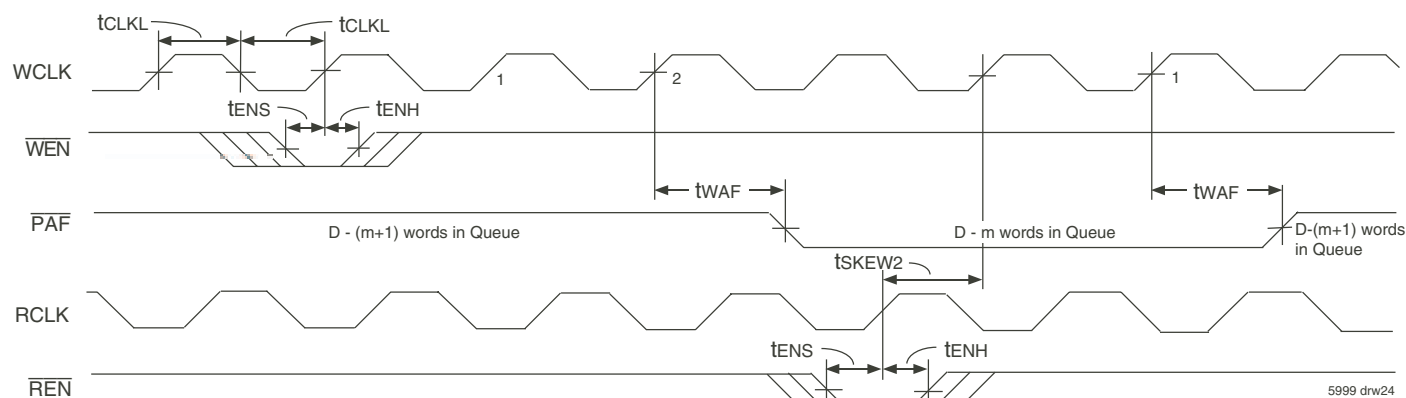 tCLKL
tCLKL
WCLK
1
2
1
tENS
tENH
WEN
tWAF
tWAF
PAF
D - (m+1) words in Queue
D - m words in Queue
D-(m+1) words
in Queue
tSKEW2
RCLK
tENS
tENH
REN
5999 drw24